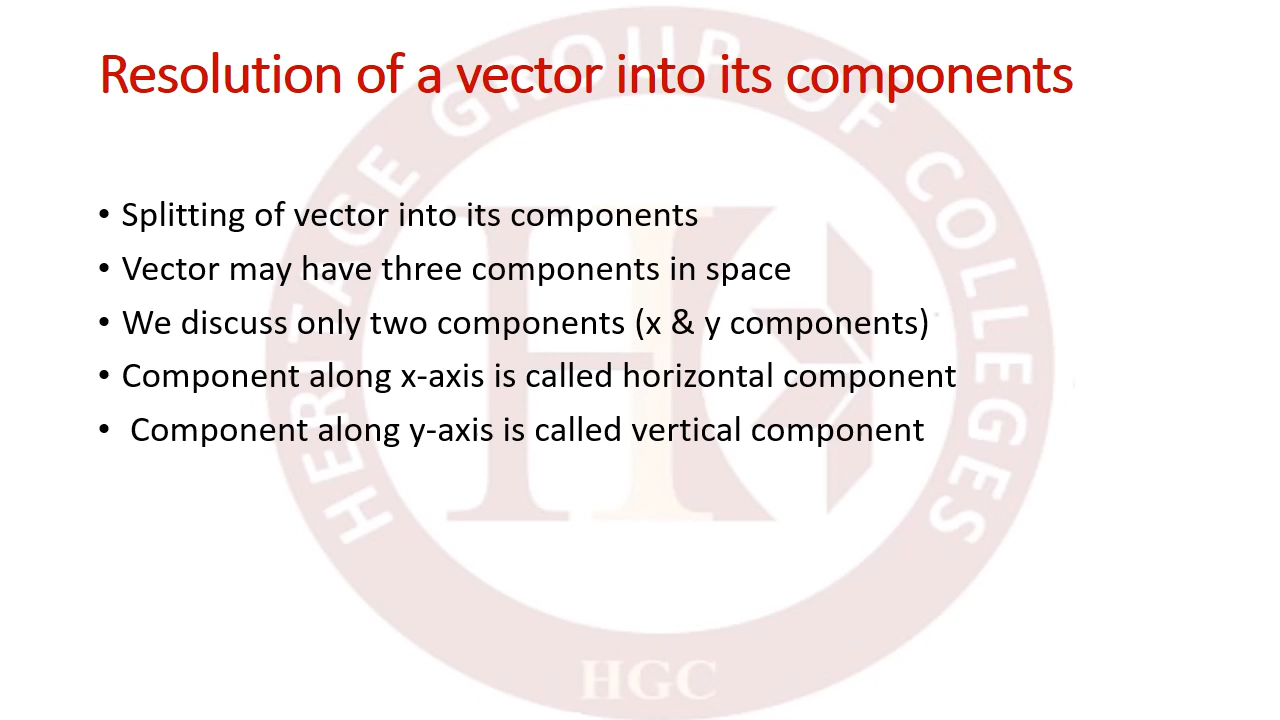 Resolution of a vector into its components
• Splitting of vector into its components
• Vector may have three components in space
• We discuss only two components (x & y components)
• Component along x-axis is called horizontal component
• Component along y-axis is called vertical component
HERITAGE GROUP OF COLLEGES
HGC